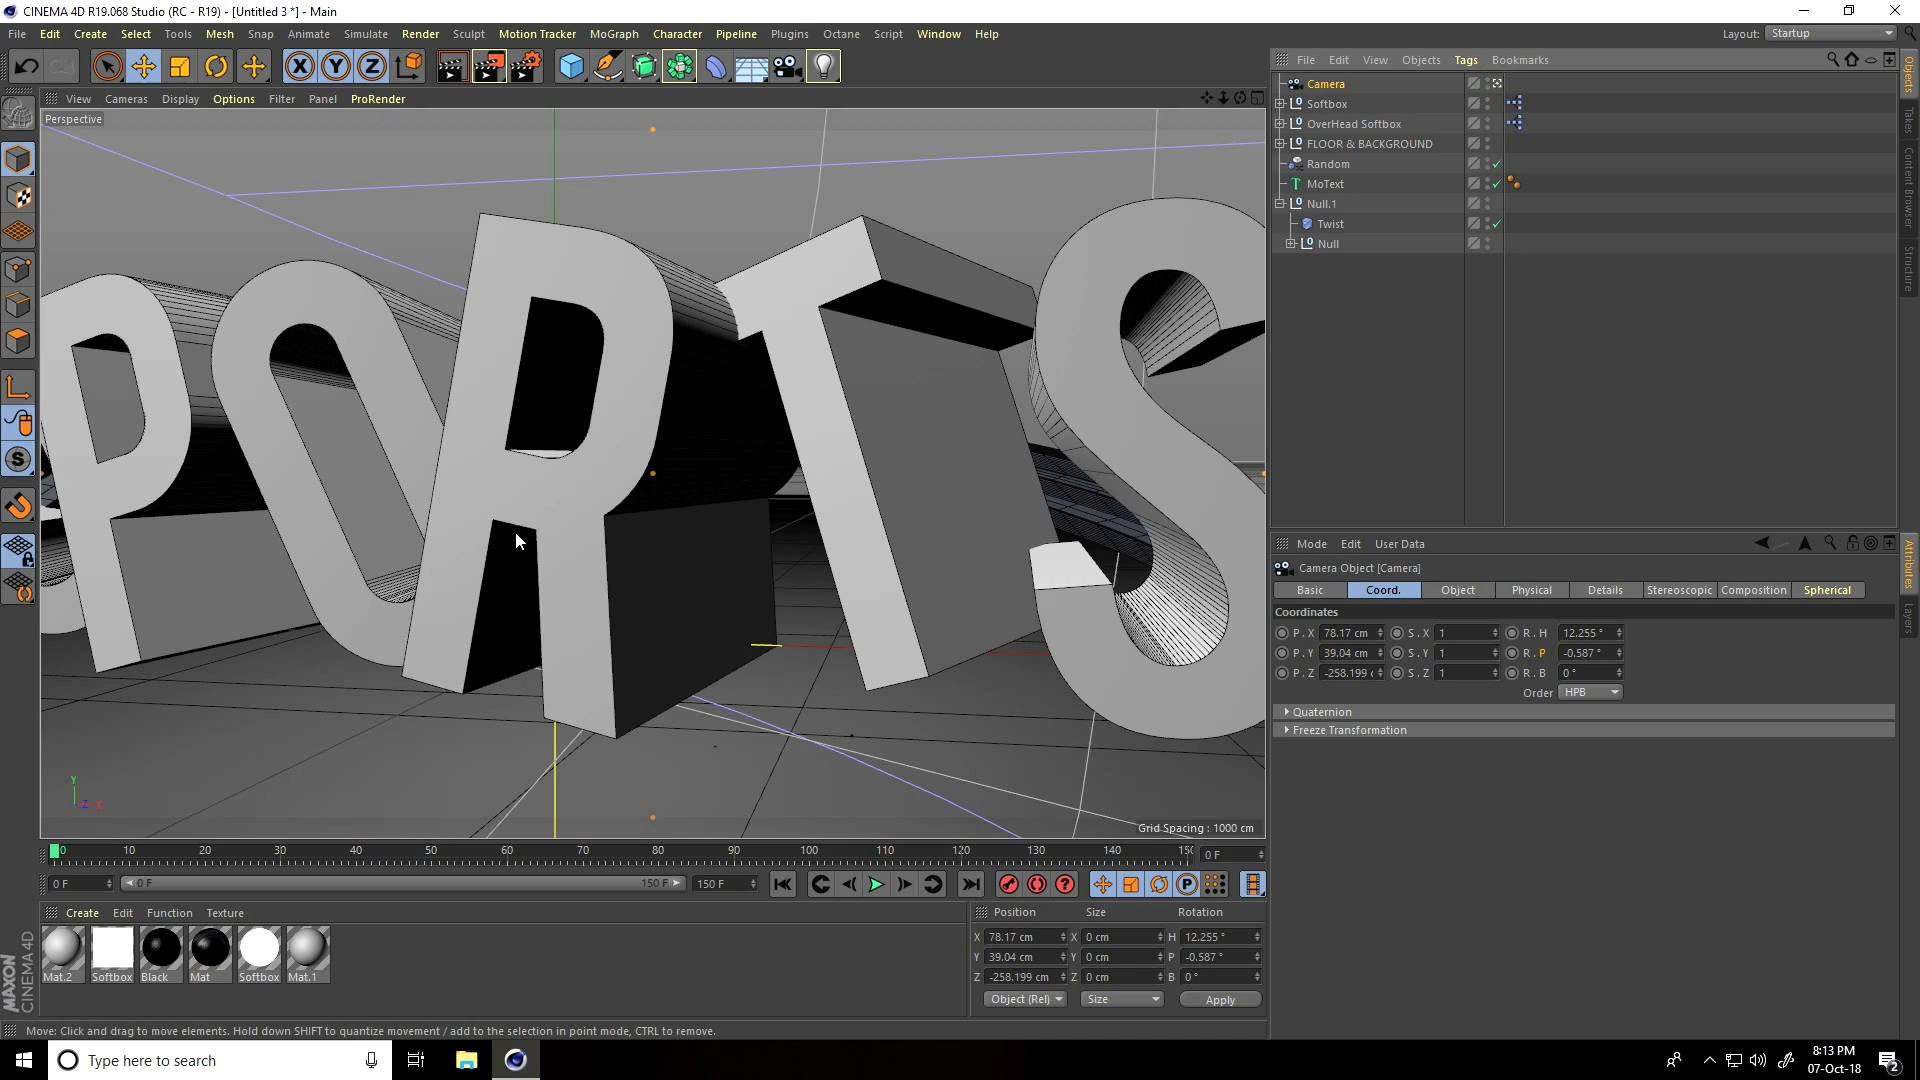 CINEMA 4D R19.068 Studio (RC - R19) - [Untitled 3 *] - Main
File Edit Create Select Tools Mesh Snap Animate Simulate Render Sculpt Motion Tracker MoGraph Character Pipeline Plugins Octane Script Window Help
Layout: Startup
X Y Z
File Edit View Objects Tags Bookmarks
View Cameras Display Options Filter Panel ProRender
Perspective
PORTS
Camera
Softbox
OverHead Softbox
FLOOR & BACKGROUND
Random
MoText
Null.1
Twist
Null
Objects
Takes
Content Browser
Structure
Mode Edit User Data
Camera Object [Camera]
Basic Coord. Object Physical Details Stereoscopic Composition Spherical
Coordinates
P . X 78.17 cm S . X 1 R . H 12.255 °
P . Y 39.04 cm S . Y 1 R . P -0.587 °
P . Z -258.199 c S . Z 1 R . B 0 °
Order HPB
Quaternion
Freeze Transformation
Attributes
Layers
Y
Z X
Grid Spacing : 1000 cm
0 10 20 30 40 50 60 70 80 90 100 110 120 130 140 150
0 F
0 F 0 F 150 F 150 F
Create Edit Function Texture
Mat.2 Softbox Black Mat Softbox Mat.1
Position Size Rotation
X 78.17 cm X 0 cm H 12.255 °
Y 39.04 cm Y 0 cm P -0.587 °
Z -258.199 cm Z 0 cm B 0 °
Object (Rel) Size Apply
MAXON
CINEMA 4D
Move: Click and drag to move elements. Hold down SHIFT to quantize movement / add to the selection in point mode, CTRL to remove.
Type here to search
8:13 PM
07-Oct-18
2